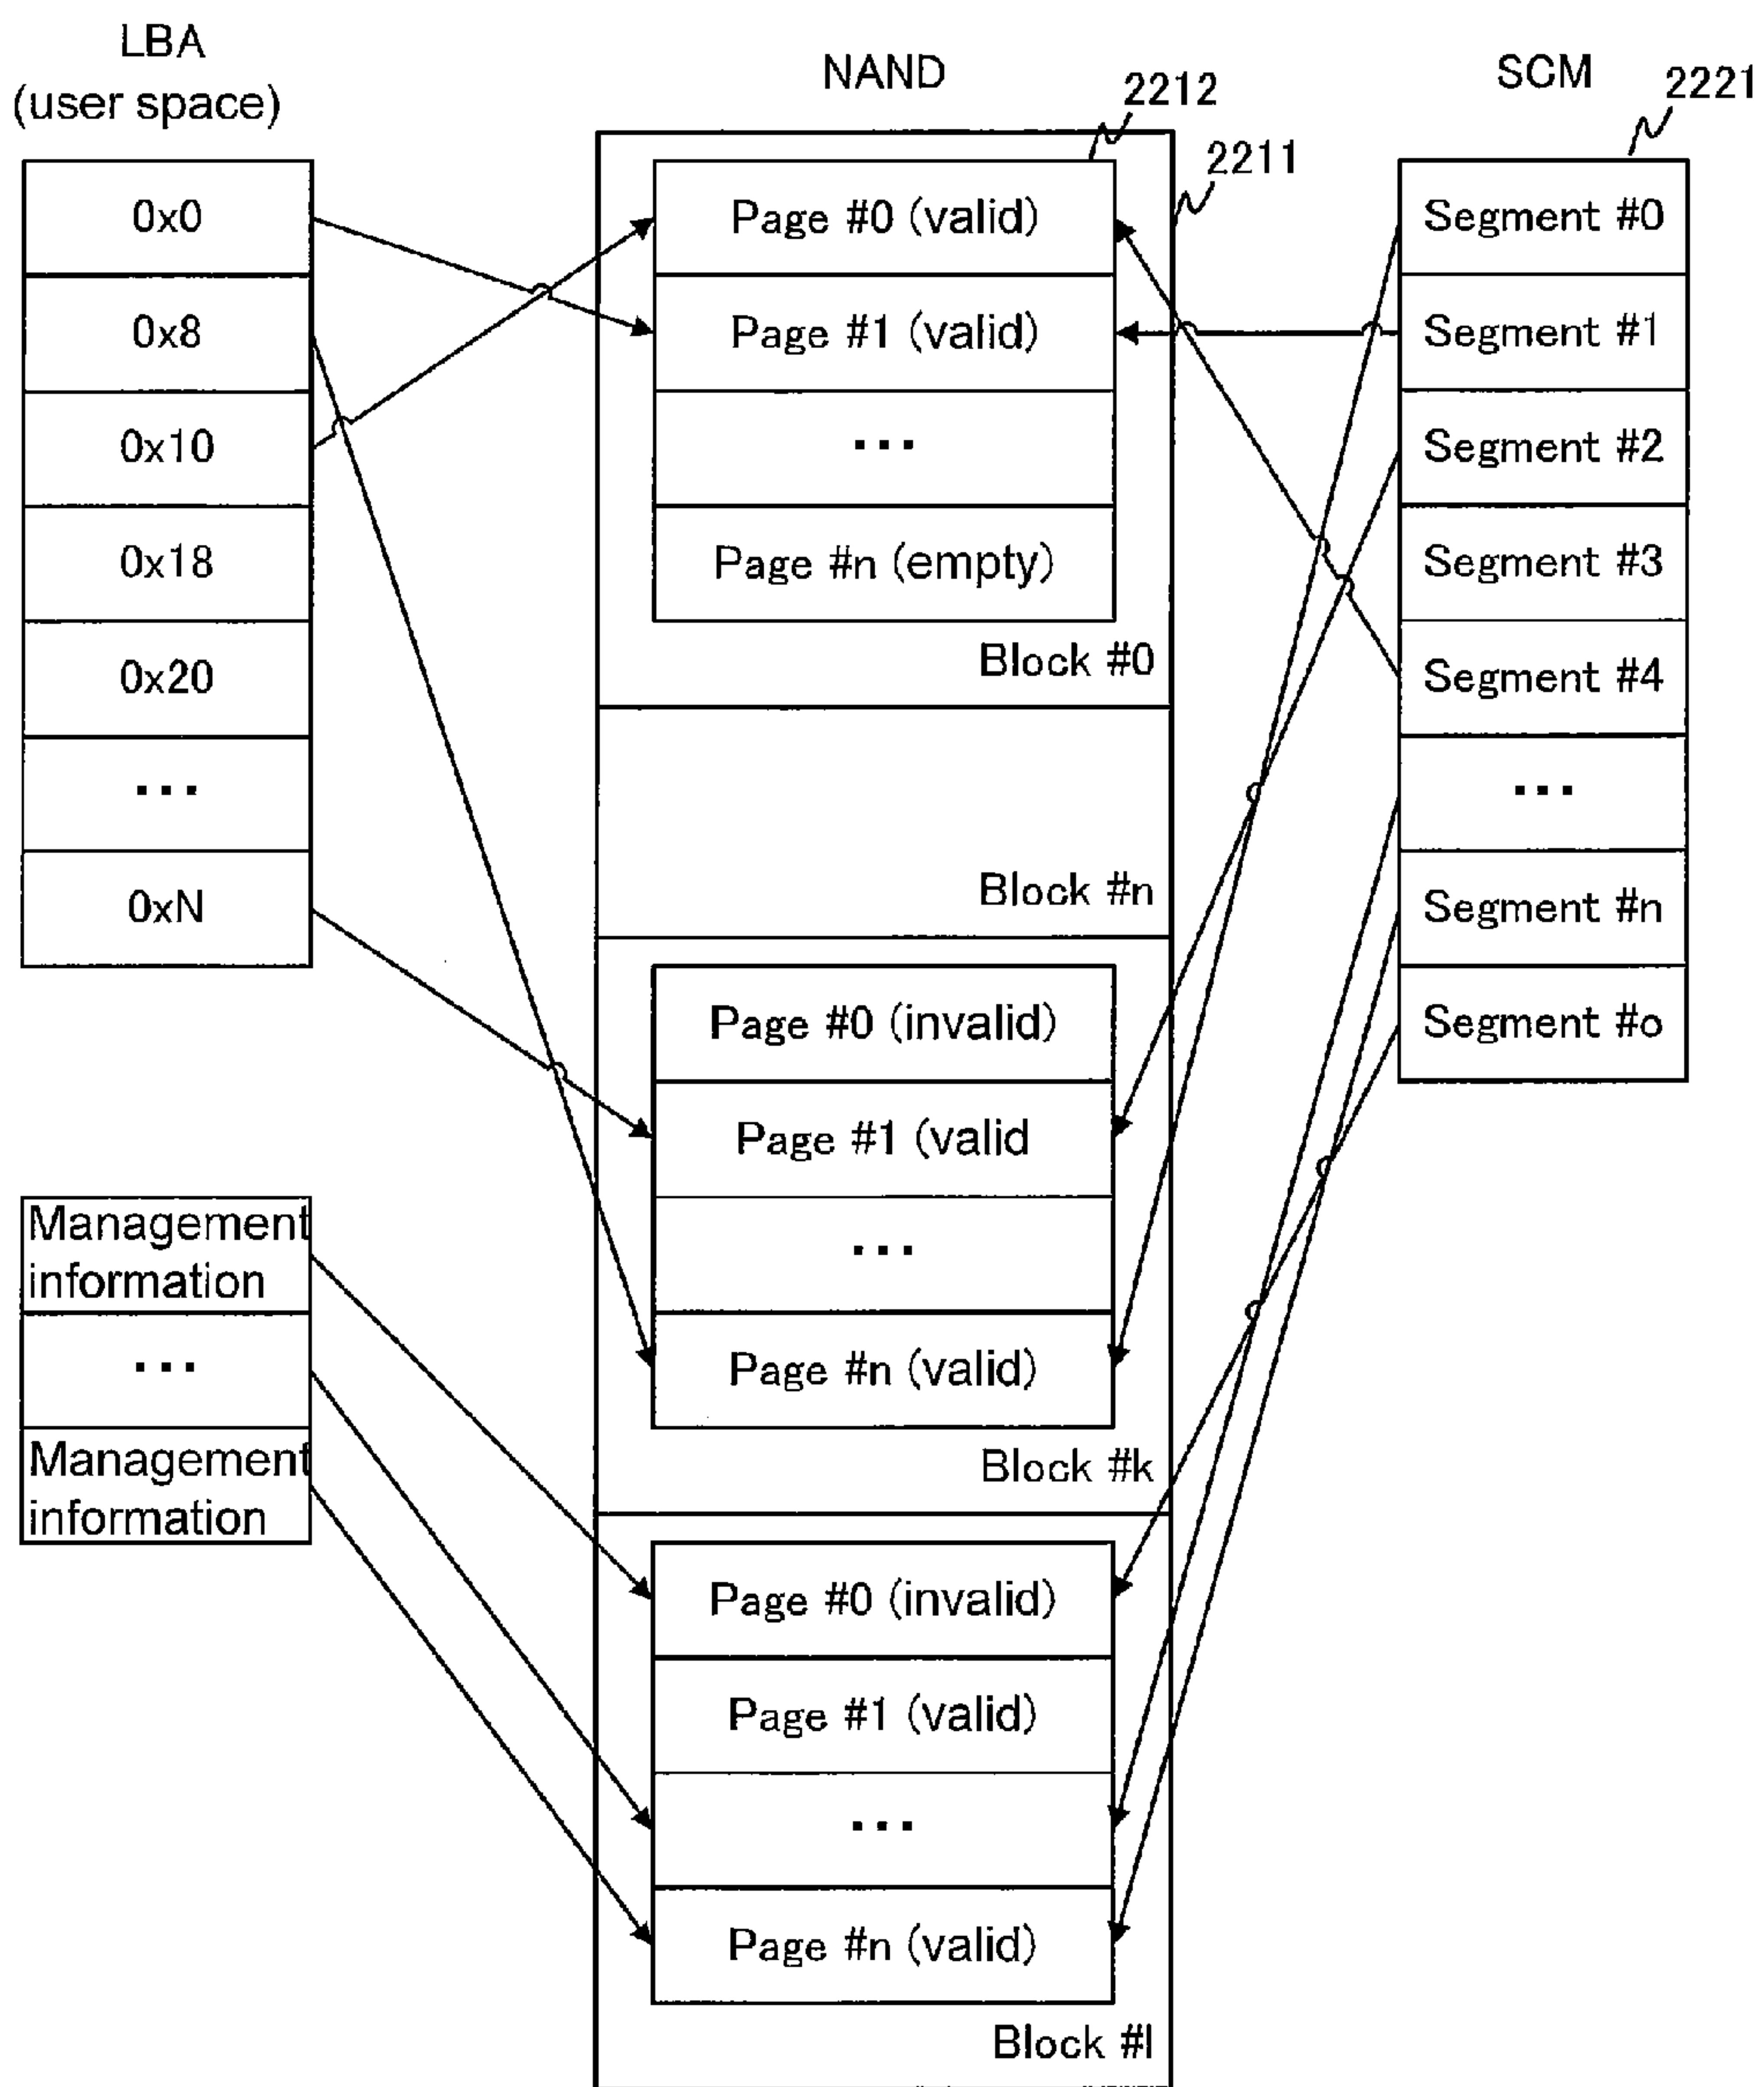 LBA
(user space)
0x0
0x8
0x10
0x18
0x20
...
0xN
Management
information
...
Management
information
NAND
2212
2211
Page #0 (valid)
Page #1 (valid)
...
Page #n (empty)
Block #0
Block #n
Page #0 (invalid)
Page #1 (valid
...
Page #n (valid)
Block #k
Page #0 (invalid)
Page #1 (valid)
...
Page #n (valid)
Block #l
SCM
2221
Segment #0
Segment #1
Segment #2
Segment #3
Segment #4
...
Segment #n
Segment #o